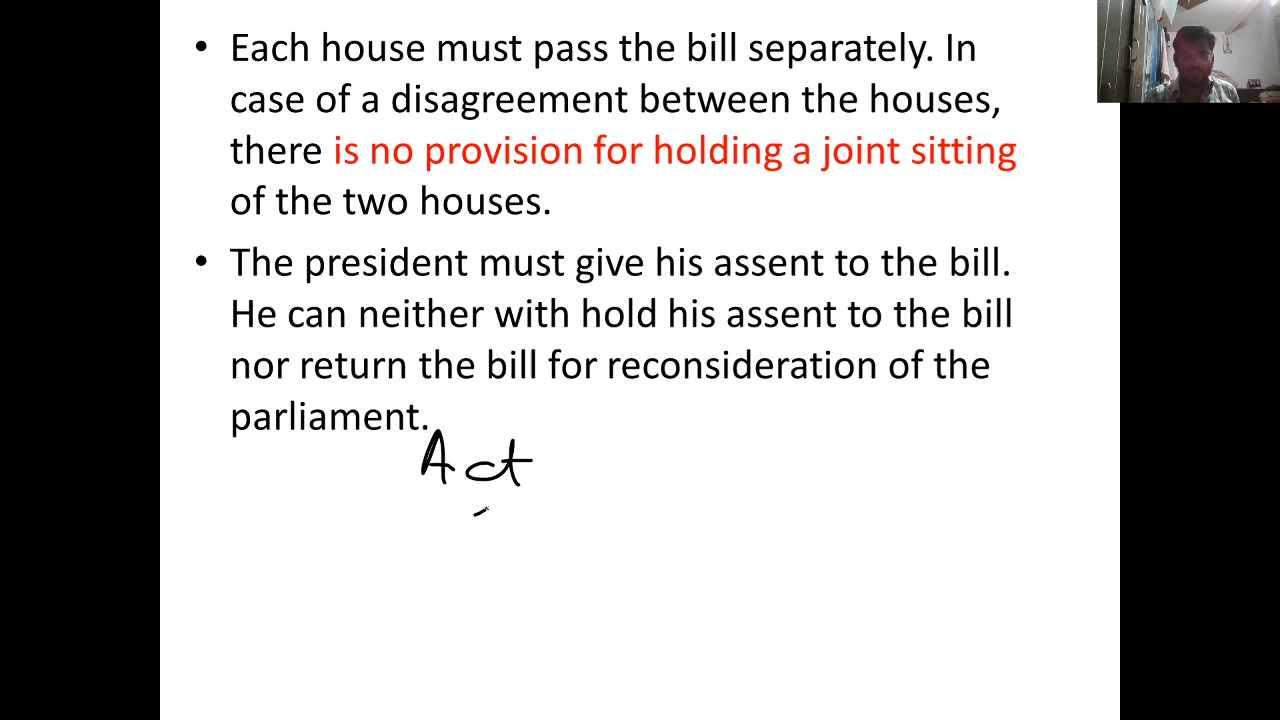 • Each house must pass the bill separately. In
case of a disagreement between the houses,
there is no provision for holding a joint sitting
of the two houses.
• The president must give his assent to the bill.
He can neither with hold his assent to the bill
nor return the bill for reconsideration of the
parliament.
Act